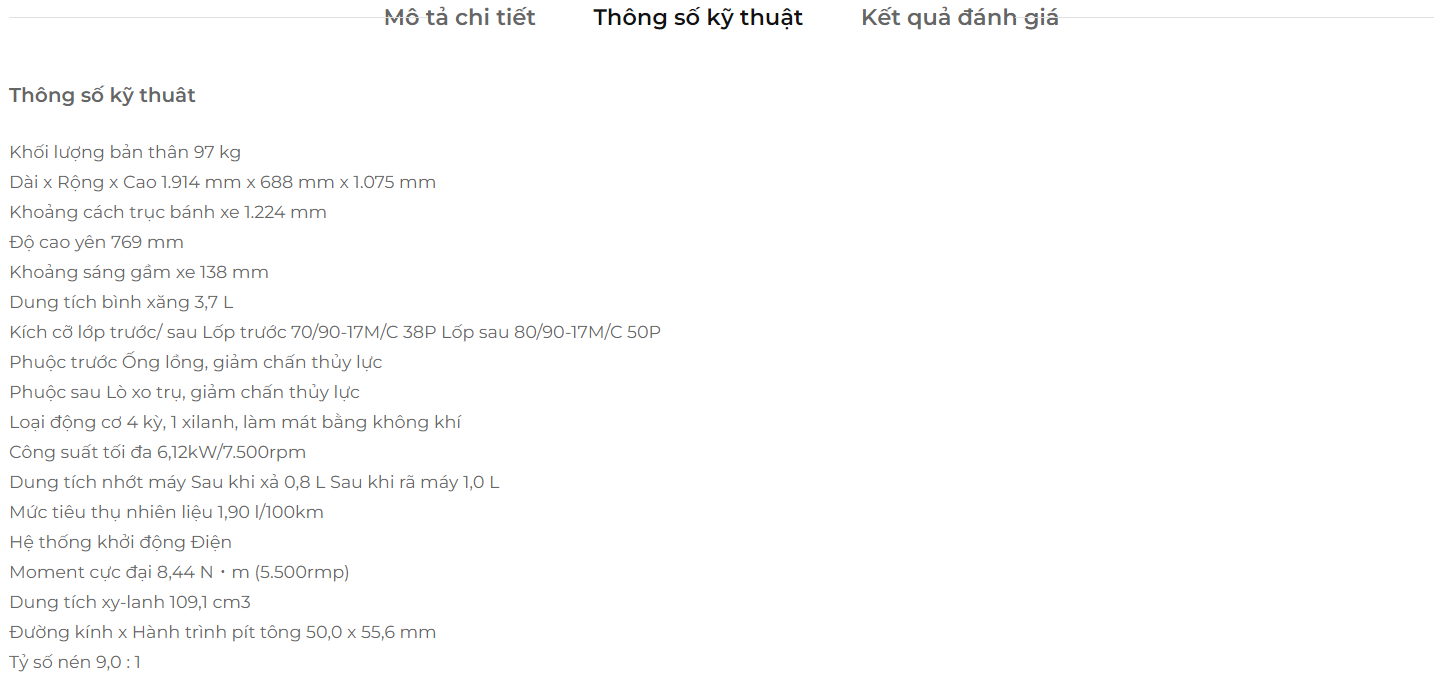 Mô tả chi tiết
Thông số kỹ thuật
Kết quả đánh giá
Thông số kỹ thuât
Khối lượng bản thân 97 kg
Dài x Rộng x Cao 1.914 mm x 688 mm x 1.075 mm
Khoảng cách trục bánh xe 1.224 mm
Độ cao yên 769 mm
Khoảng sáng gầm xe 138 mm
Dung tích bình xăng 3,7 L
Kích cỡ lớp trước/ sau Lốp trước 70/90-17M/C 38P Lốp sau 80/90-17M/C 50P
Phuộc trước Ống lồng, giảm chấn thủy lực
Phuộc sau Lò xo trụ, giảm chấn thủy lực
Loại động cơ 4 kỳ, 1 xilanh, làm mát bằng không khí
Công suất tối đa 6,12kW/7.500rpm
Dung tích nhớt máy Sau khi xả 0,8 L Sau khi rã máy 1,0 L
Mức tiêu thụ nhiên liệu 1,90 l/100km
Hệ thống khởi động Điện
Moment cực đại 8,44 N・m (5.500rmp)
Dung tích xy-lanh 109,1 cm3
Đường kính x Hành trình pít tông 50,0 x 55,6 mm
Tỷ số nén 9,0 : 1